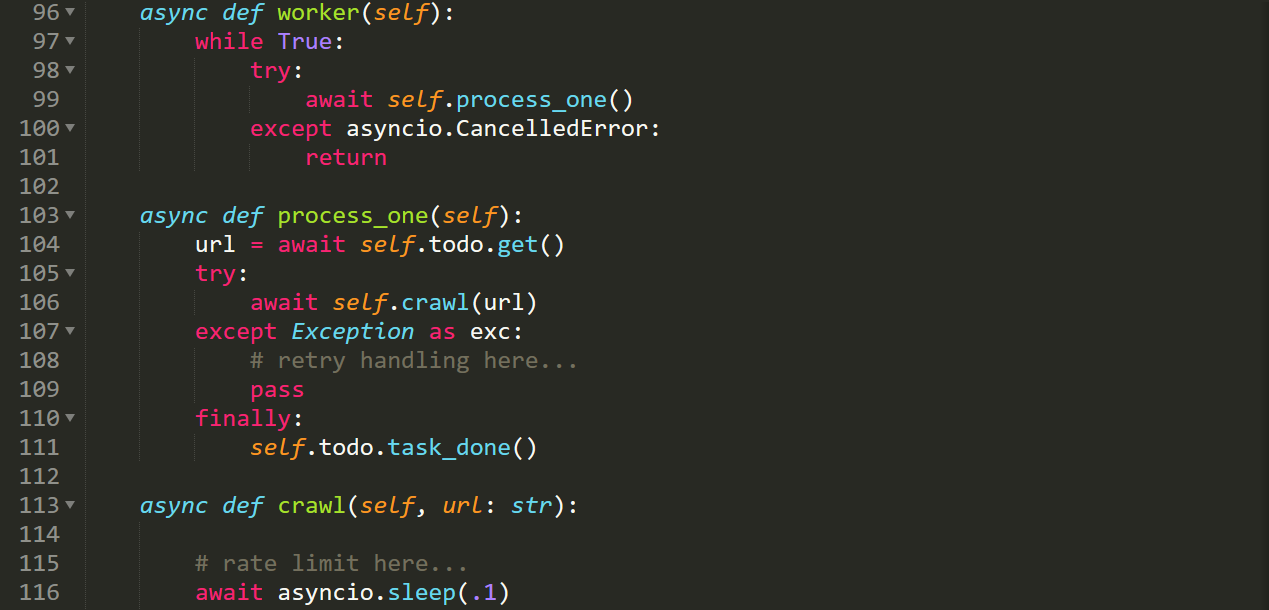 96 async def worker(self):
97 while True:
98 try:
99 await self.process_one()
100 except asyncio.CancelledError:
101 return
102
103 async def process_one(self):
104 url = await self.todo.get()
105 try:
106 await self.crawl(url)
107 except Exception as exc:
108 # retry handling here...
109 pass
110 finally:
111 self.todo.task_done()
112
113 async def crawl(self, url: str):
114
115 # rate limit here...
116 await asyncio.sleep(.1)